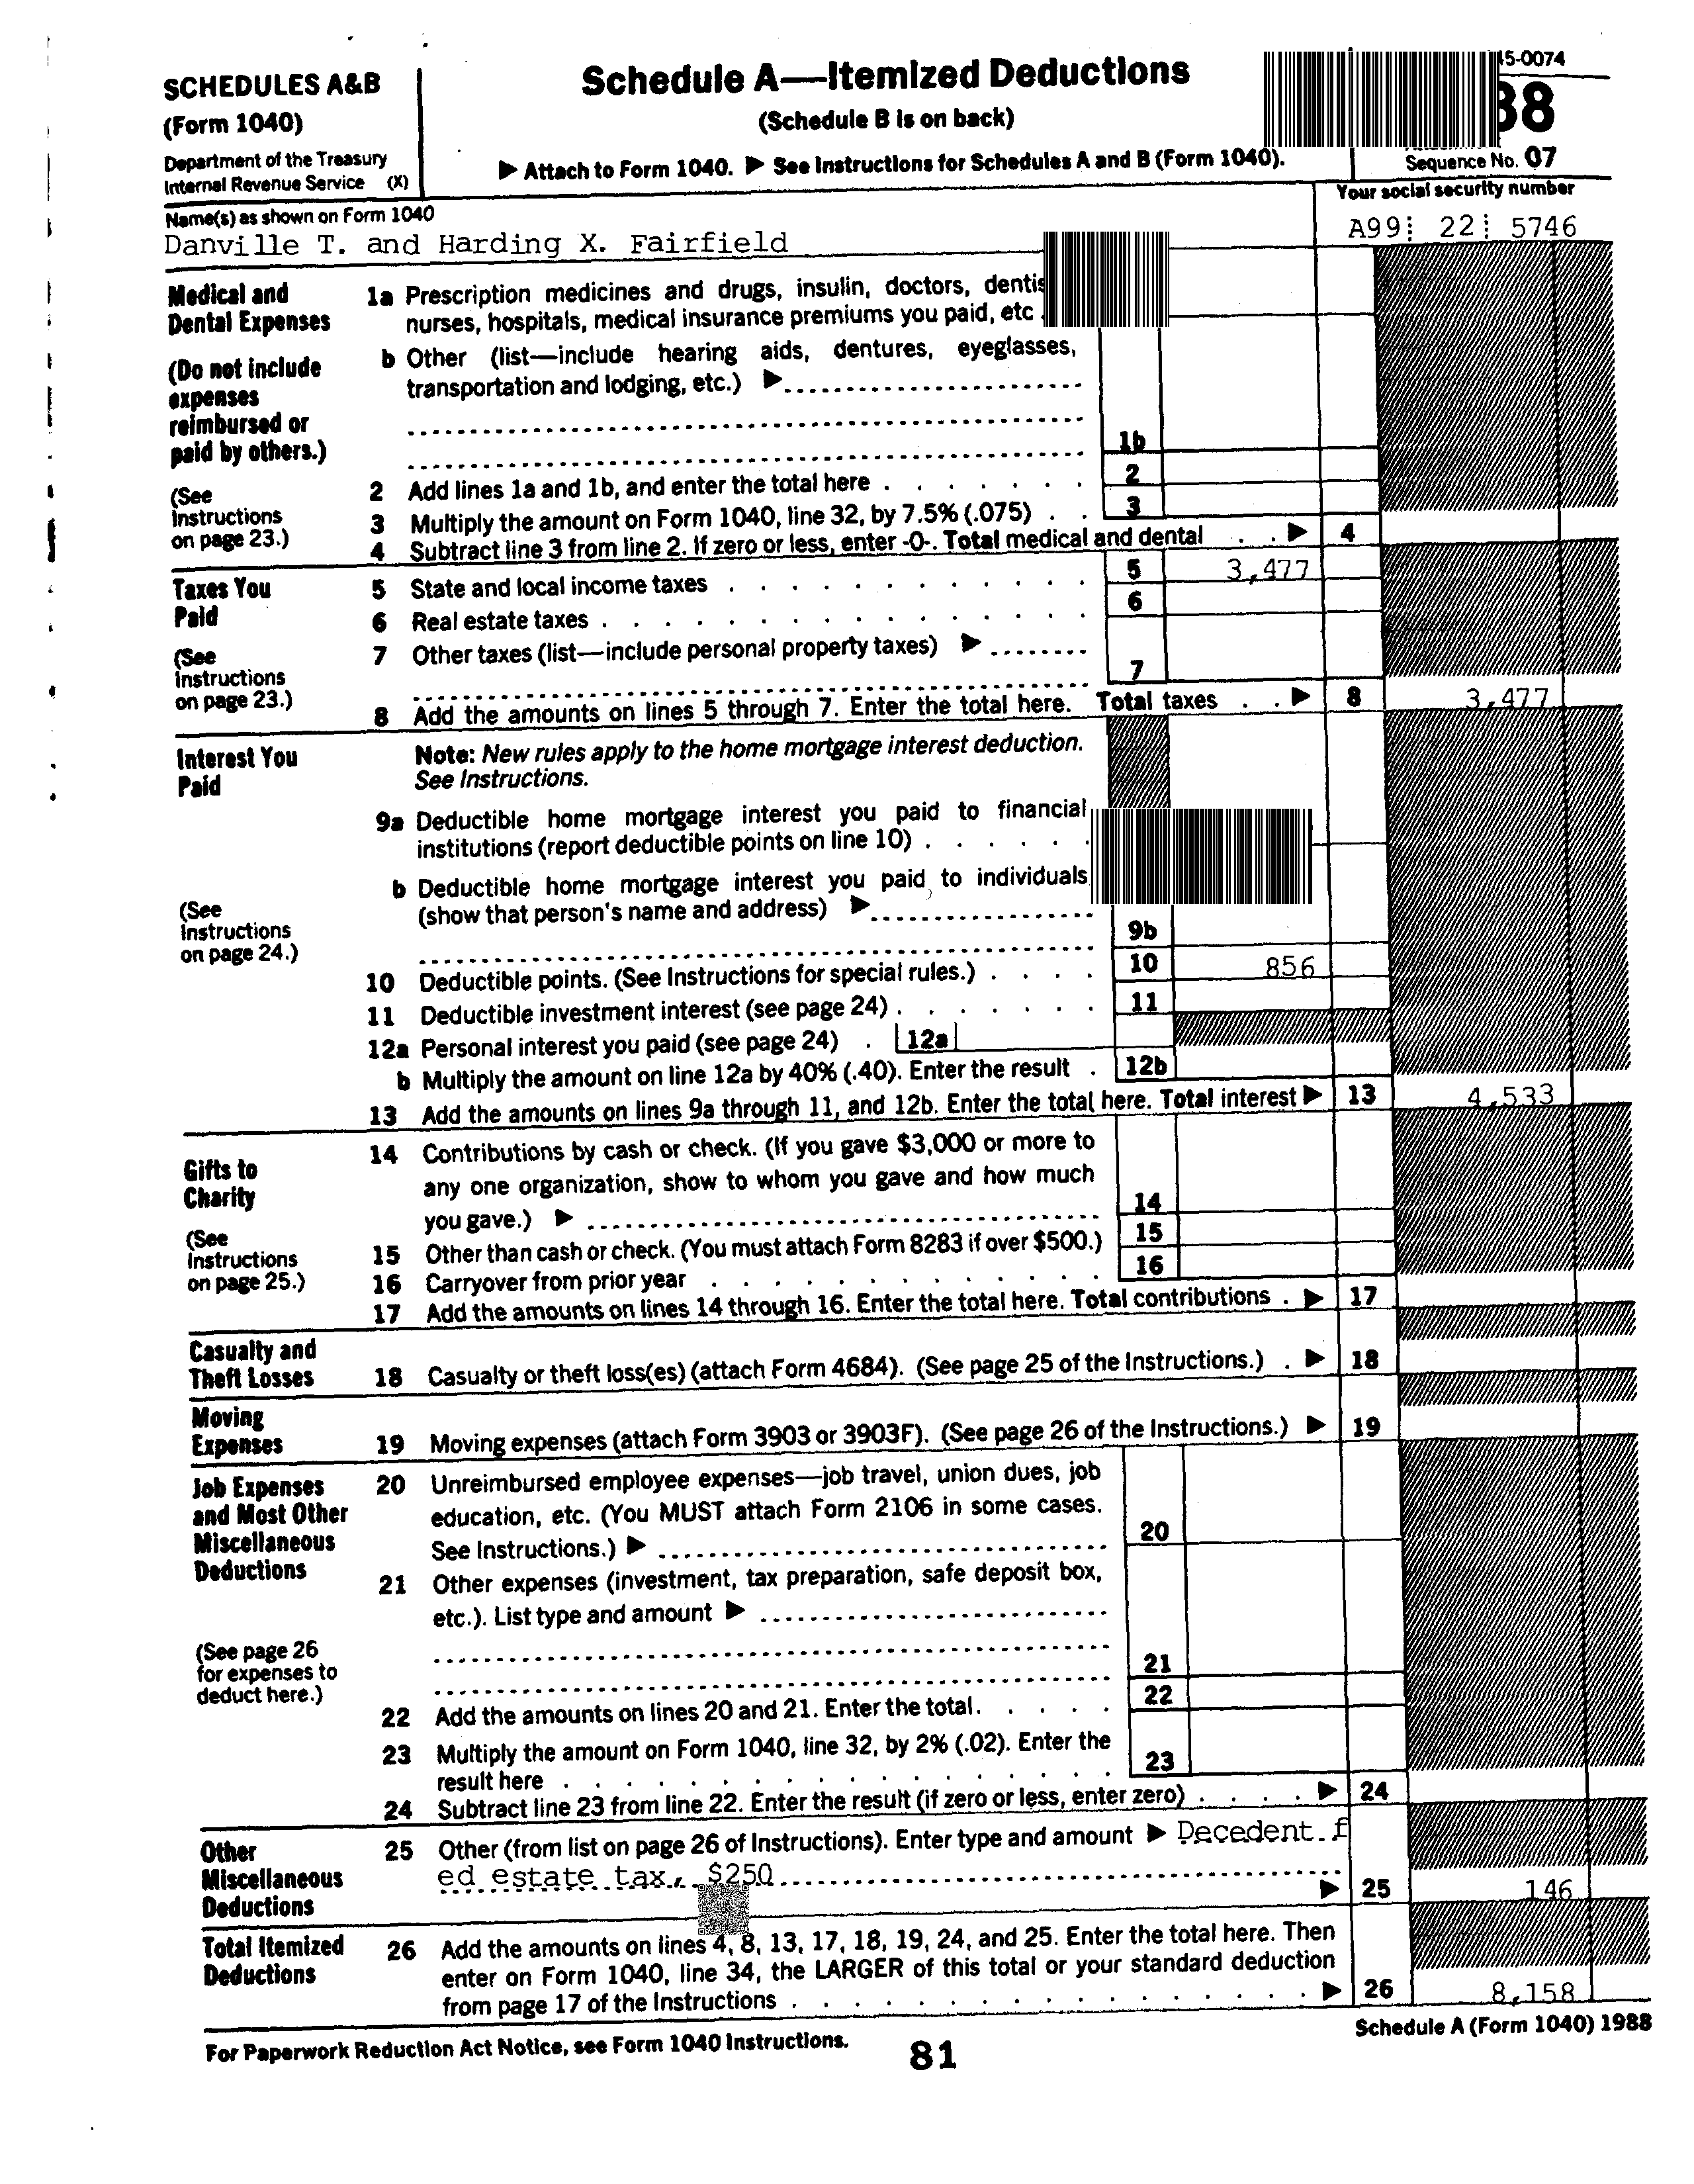 SCHEDULES A&B
(Form 1040)
Department of the Treasury
Internal Revenue Service (X)
Schedule A—Itemized Deductions
(Schedule B is on back)
▶ Attach to Form 1040. ▶ See Instructions for Schedules A and B (Form 1040).
5-0074
88
Sequence No. 07
Name(s) as shown on Form 1040
Danville T. and Harding X. Fairfield
Your social security number
A99 22 5746
Medical and
Dental Expenses
(Do not include
expenses
reimbursed or
paid by others.)
(See
Instructions
on page 23.)
1a Prescription medicines and drugs, insulin, doctors,
nurses, hospitals, medical insurance premiums you paid, etc .
b Other (list—include hearing aids, dentures, eyeglasses,
transportation and lodging, etc.) ▶
1b
2 Add lines 1a and 1b, and enter the total here . . . . . . . 2
3 Multiply the amount on Form 1040, line 32, by 7.5% (.075) . . 3
4 Subtract line 3 from line 2. If zero or less, enter -0-. Total medical and dental . . ▶ 4
Taxes You
Paid
(See
Instructions
on page 23.)
5 State and local income taxes . . . . . . . . . . . . 5 3,477
6 Real estate taxes . . . . . . . . . . . . . . . . 6
7 Other taxes (list—include personal property taxes) ▶
7
8 Add the amounts on lines 5 through 7. Enter the total here. Total taxes . . ▶ 8 3,477
Interest You
Paid
(See
Instructions
on page 24.)
Note: New rules apply to the home mortgage interest deduction.
See Instructions.
9a Deductible home mortgage interest you paid to financial
institutions (report deductible points on line 10) . . . . . .
b Deductible home mortgage interest you paid to individuals
(show that person's name and address) ▶
9b
10 Deductible points. (See Instructions for special rules.) . . . . 10 856
11 Deductible investment interest (see page 24) . . . . . . . 11
12a Personal interest you paid (see page 24) . 12a
b Multiply the amount on line 12a by 40% (.40). Enter the result . 12b
13 Add the amounts on lines 9a through 11, and 12b. Enter the total here. Total interest ▶ 13 4,533
Gifts to
Charity
(See
Instructions
on page 25.)
14 Contributions by cash or check. (If you gave $3,000 or more to
any one organization, show to whom you gave and how much
you gave.) ▶ 14
15 Other than cash or check. (You must attach Form 8283 if over $500.) 15
16 Carryover from prior year . . . . . . . . . . . . . 16
17 Add the amounts on lines 14 through 16. Enter the total here. Total contributions . ▶ 17
Casualty and
Theft Losses
18 Casualty or theft loss(es) (attach Form 4684). (See page 25 of the Instructions.) . ▶ 18
Moving
Expenses
19 Moving expenses (attach Form 3903 or 3903F). (See page 26 of the Instructions.) ▶ 19
Job Expenses
and Most Other
Miscellaneous
Deductions
(See page 26
for expenses to
deduct here.)
20 Unreimbursed employee expenses—job travel, union dues, job
education, etc. (You MUST attach Form 2106 in some cases.
See Instructions.) ▶ 20
21 Other expenses (investment, tax preparation, safe deposit box,
etc.). List type and amount ▶
21
22 Add the amounts on lines 20 and 21. Enter the total. . . . . 22
23 Multiply the amount on Form 1040, line 32, by 2% (.02). Enter the
result here . . . . . . . . . . . . . . . . . . 23
24 Subtract line 23 from line 22. Enter the result (if zero or less, enter zero) . . . . ▶ 24
Other
Miscellaneous
Deductions
25 Other (from list on page 26 of Instructions). Enter type and amount ▶ Decedent f
ed estate tax, $250
▶ 25 146
Total Itemized
Deductions
26 Add the amounts on lines 4, 8, 13, 17, 18, 19, 24, and 25. Enter the total here. Then
enter on Form 1040, line 34, the LARGER of this total or your standard deduction
from page 17 of the Instructions . . . . . . . . . . . . . . . . ▶ 26 8,158
For Paperwork Reduction Act Notice, see Form 1040 Instructions.
81
Schedule A (Form 1040) 1988